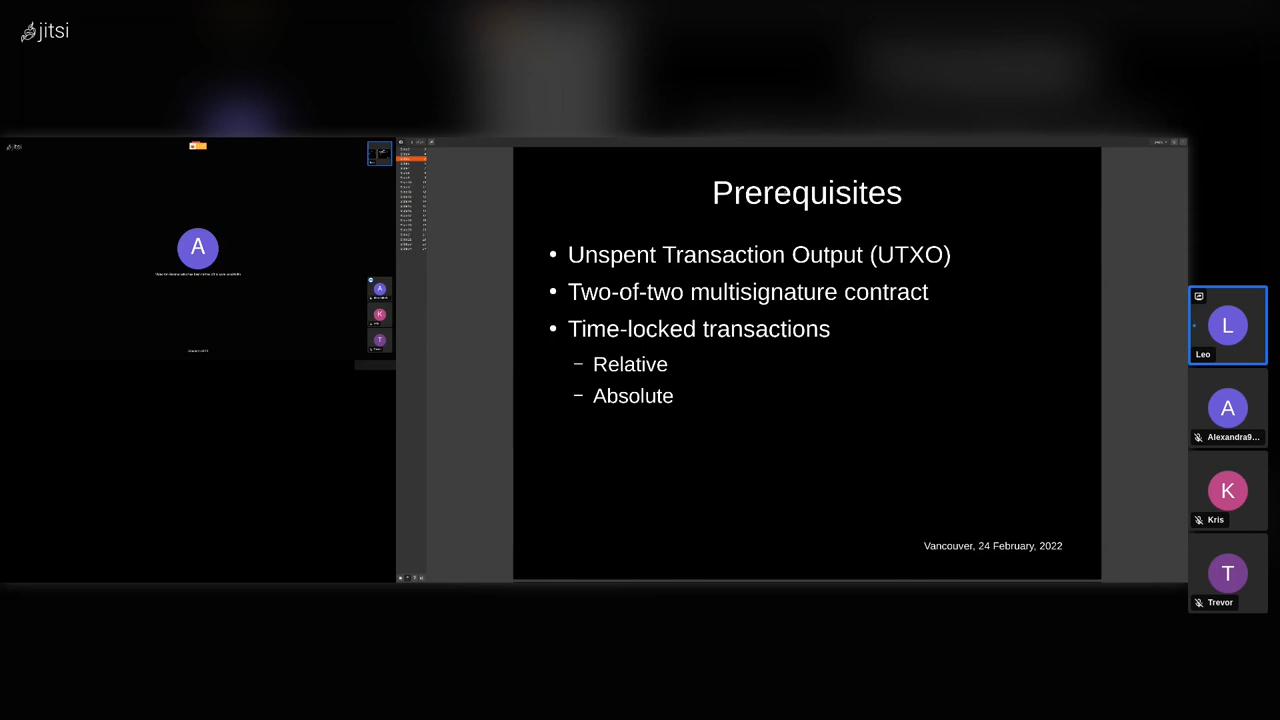 jitsi
jitsi
A
A
K
T
Prerequisites
• Unspent Transaction Output (UTXO)
• Two-of-two multisignature contract
• Time-locked transactions
– Relative
– Absolute
Vancouver, 24 February, 2022
L
Leo
A
Alexandra9...
K
Kris
T
Trevor